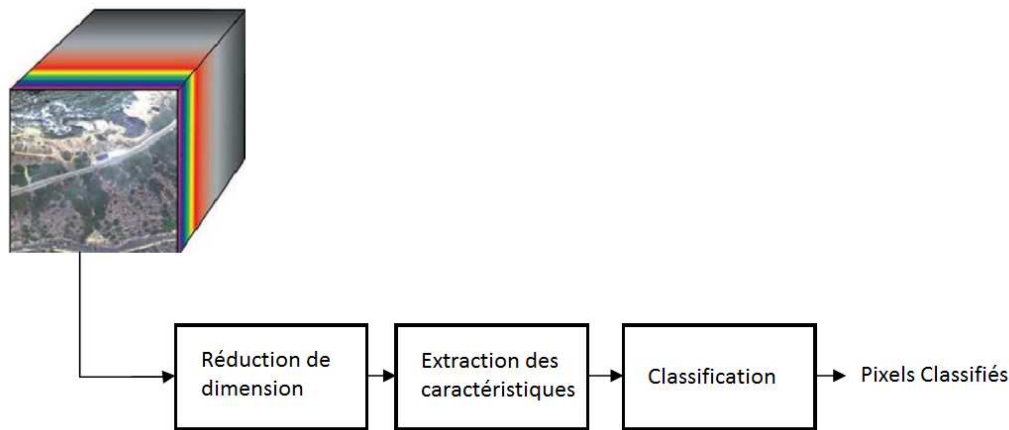 Réduction de
dimension
Extraction des
caractéristiques
Classification
Pixels Classifiés